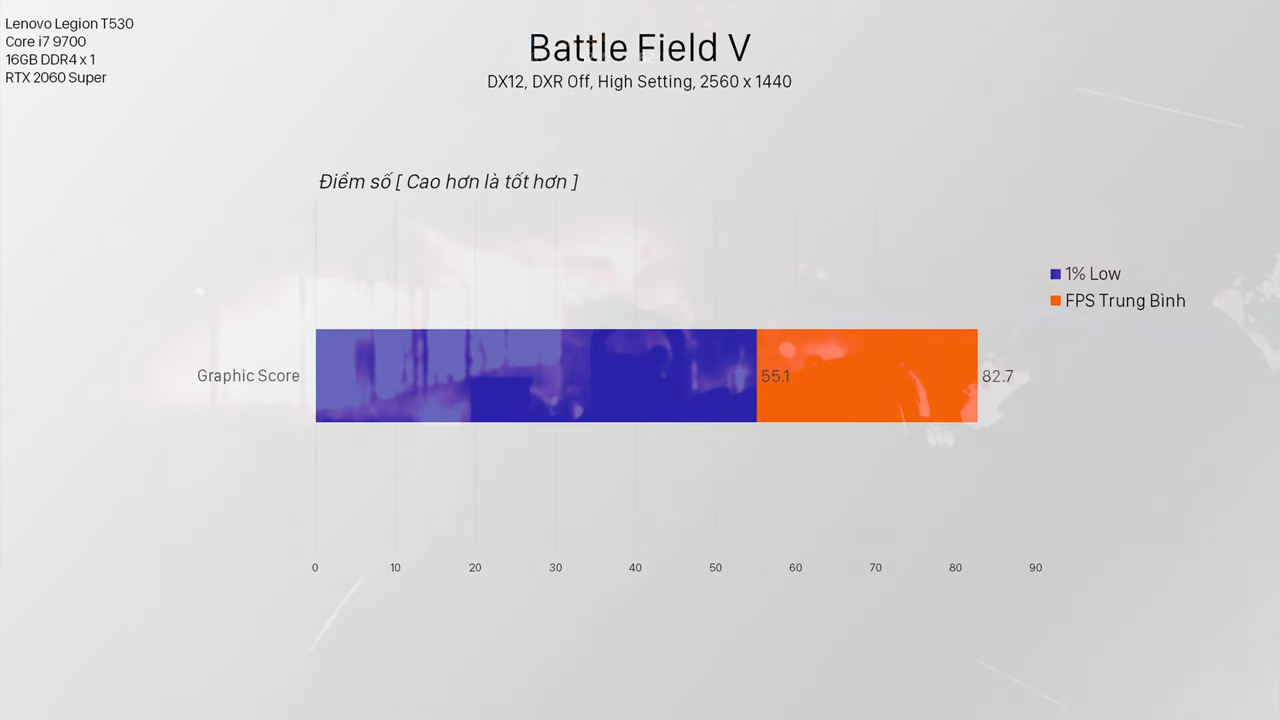 Lenovo Legion T530
Core i7 9700
16GB DDR4 x 1
RTX 2060 Super
Battle Field V
DX12, DXR Off, High Setting, 2560 x 1440
Điểm số [ Cao hơn là tốt hơn ]
1% Low
FPS Trung Bình
Graphic Score
55.1
82.7
0 10 20 30 40 50 60 70 80 90